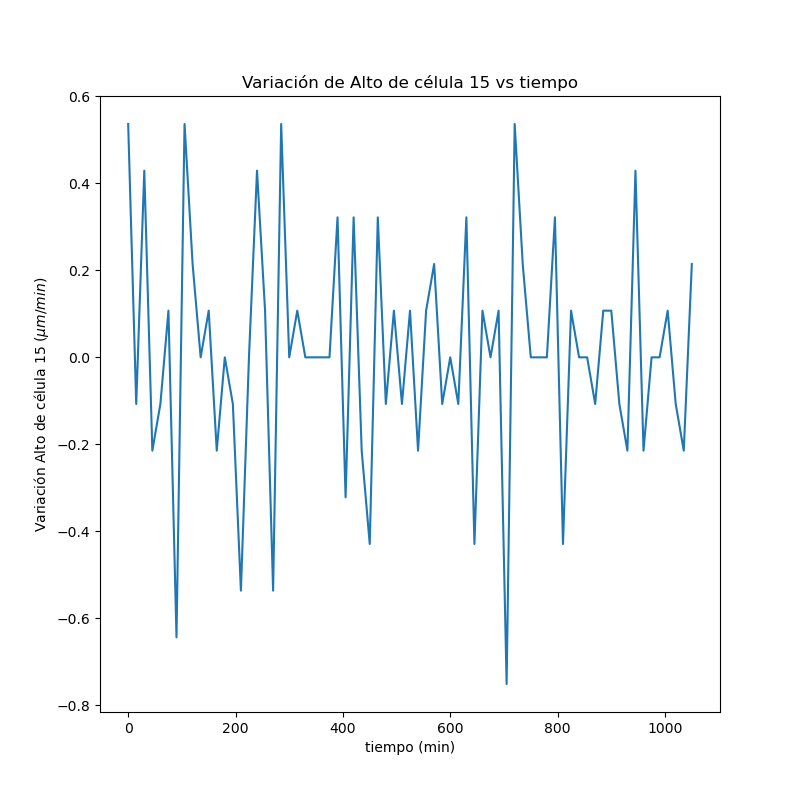 Variación de Alto de célula 15 vs tiempo
Variación Alto de célula 15 (μm/min)
0.6
0.4
0.2
0.0
−0.2
−0.4
−0.6
−0.8
0 200 400 600 800 1000
tiempo (min)